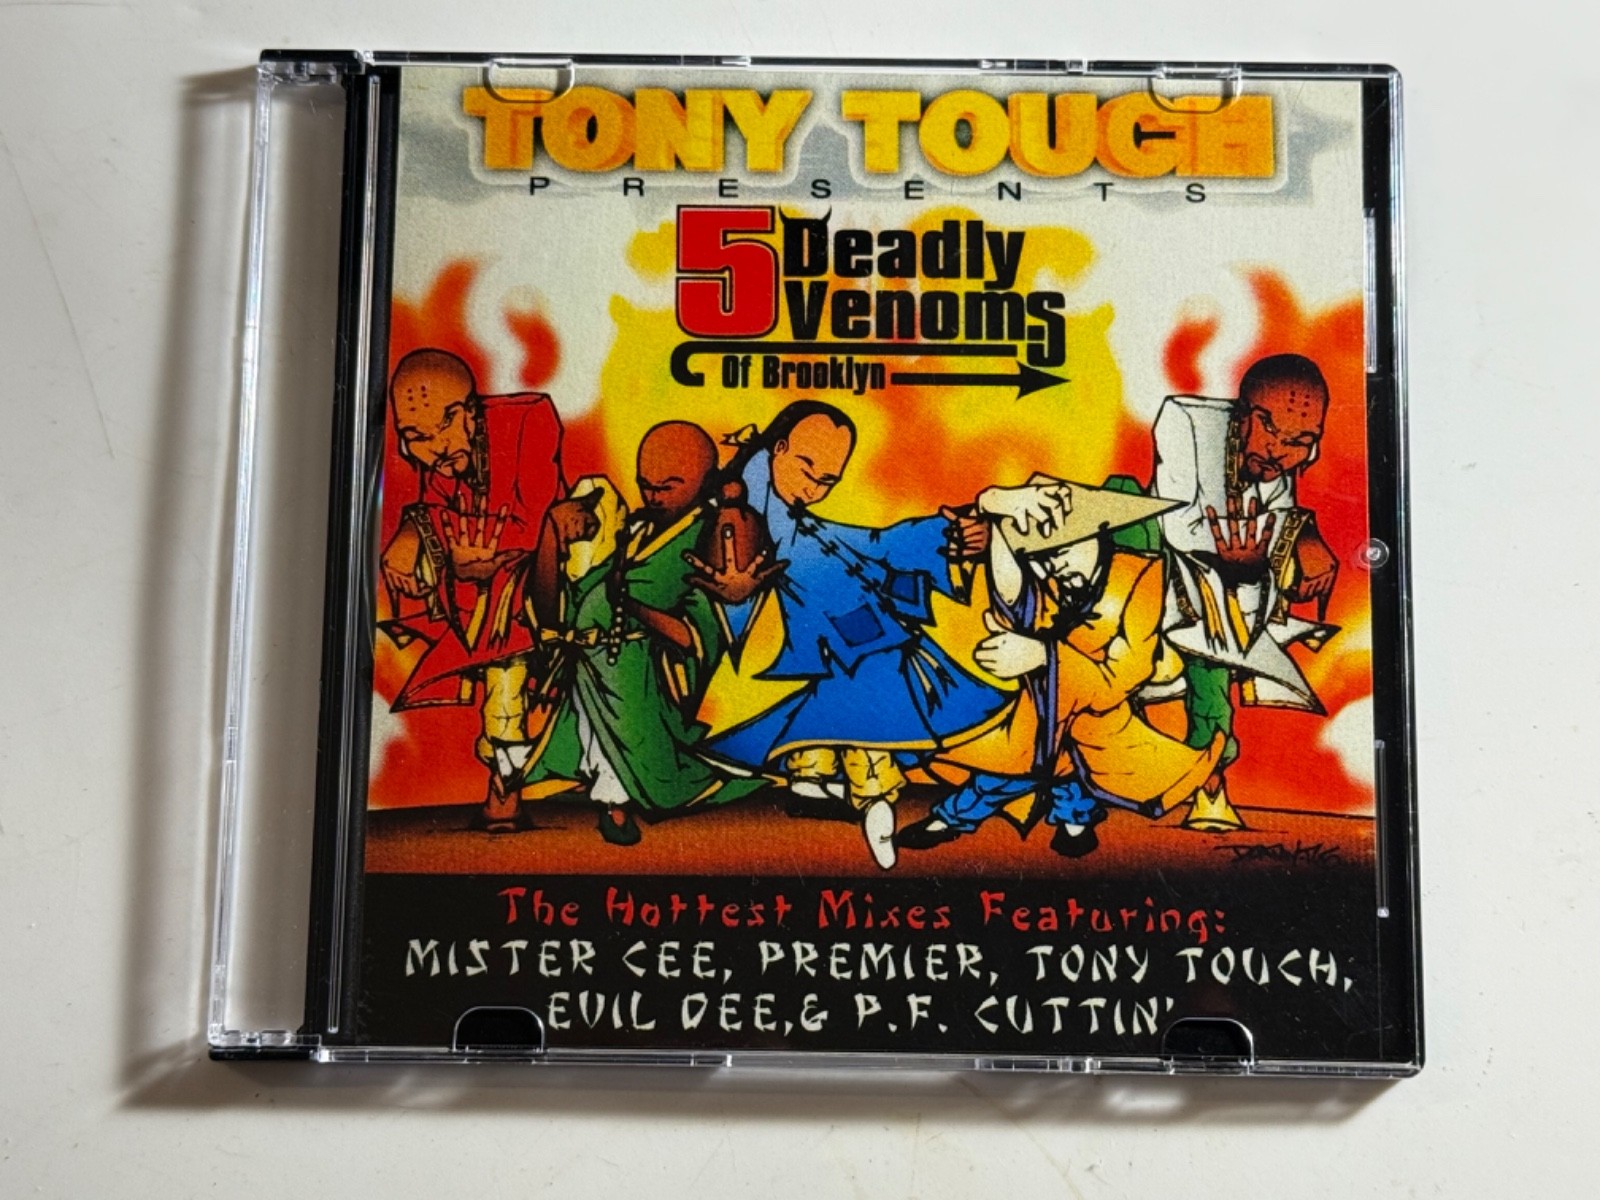 TONY TOUCH
PRESENTS
5 Deadly
Venoms
Of Brooklyn
The Hottest Mixes Featuring:
MISTER CEE, PREMIER, TONY TOUCH,
EVIL DEE, & P.F. CUTTIN'